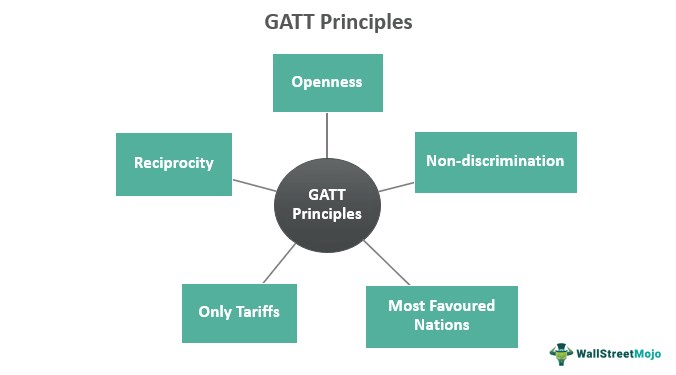 GATT Principles
Openness
Reciprocity
Non-discrimination
GATT
Principles
Only Tariffs
Most Favoured
Nations
WallStreetMojo